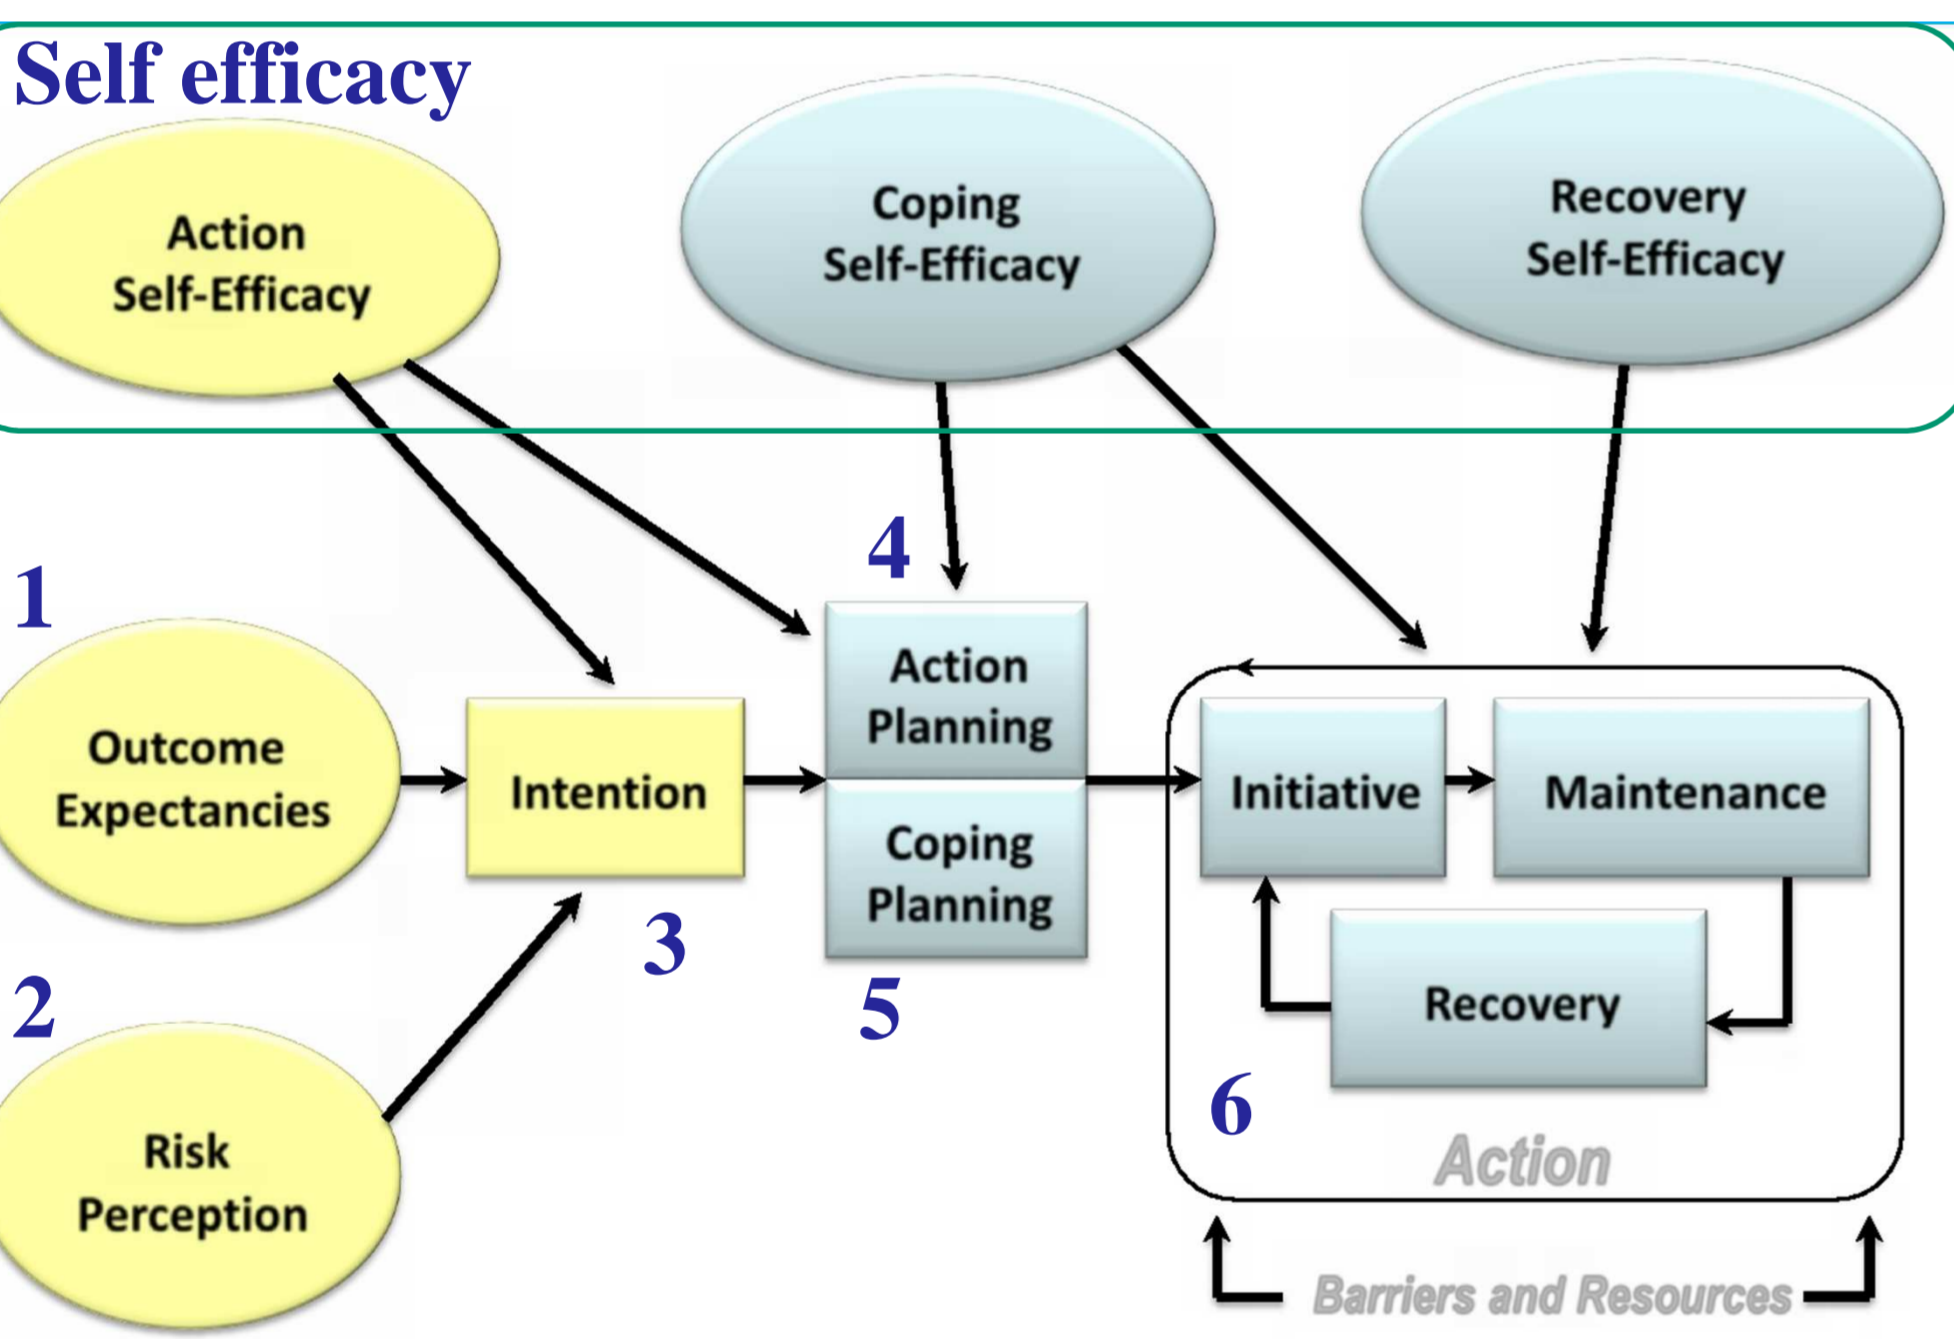 Self efficacy
Action
Self-Efficacy
Coping
Self-Efficacy
Recovery
Self-Efficacy
1
Outcome
Expectancies
2
Risk
Perception
Intention
3
4
Action
Planning
Coping
Planning
5
Initiative
Maintenance
Recovery
6
Action
Barriers and Resources